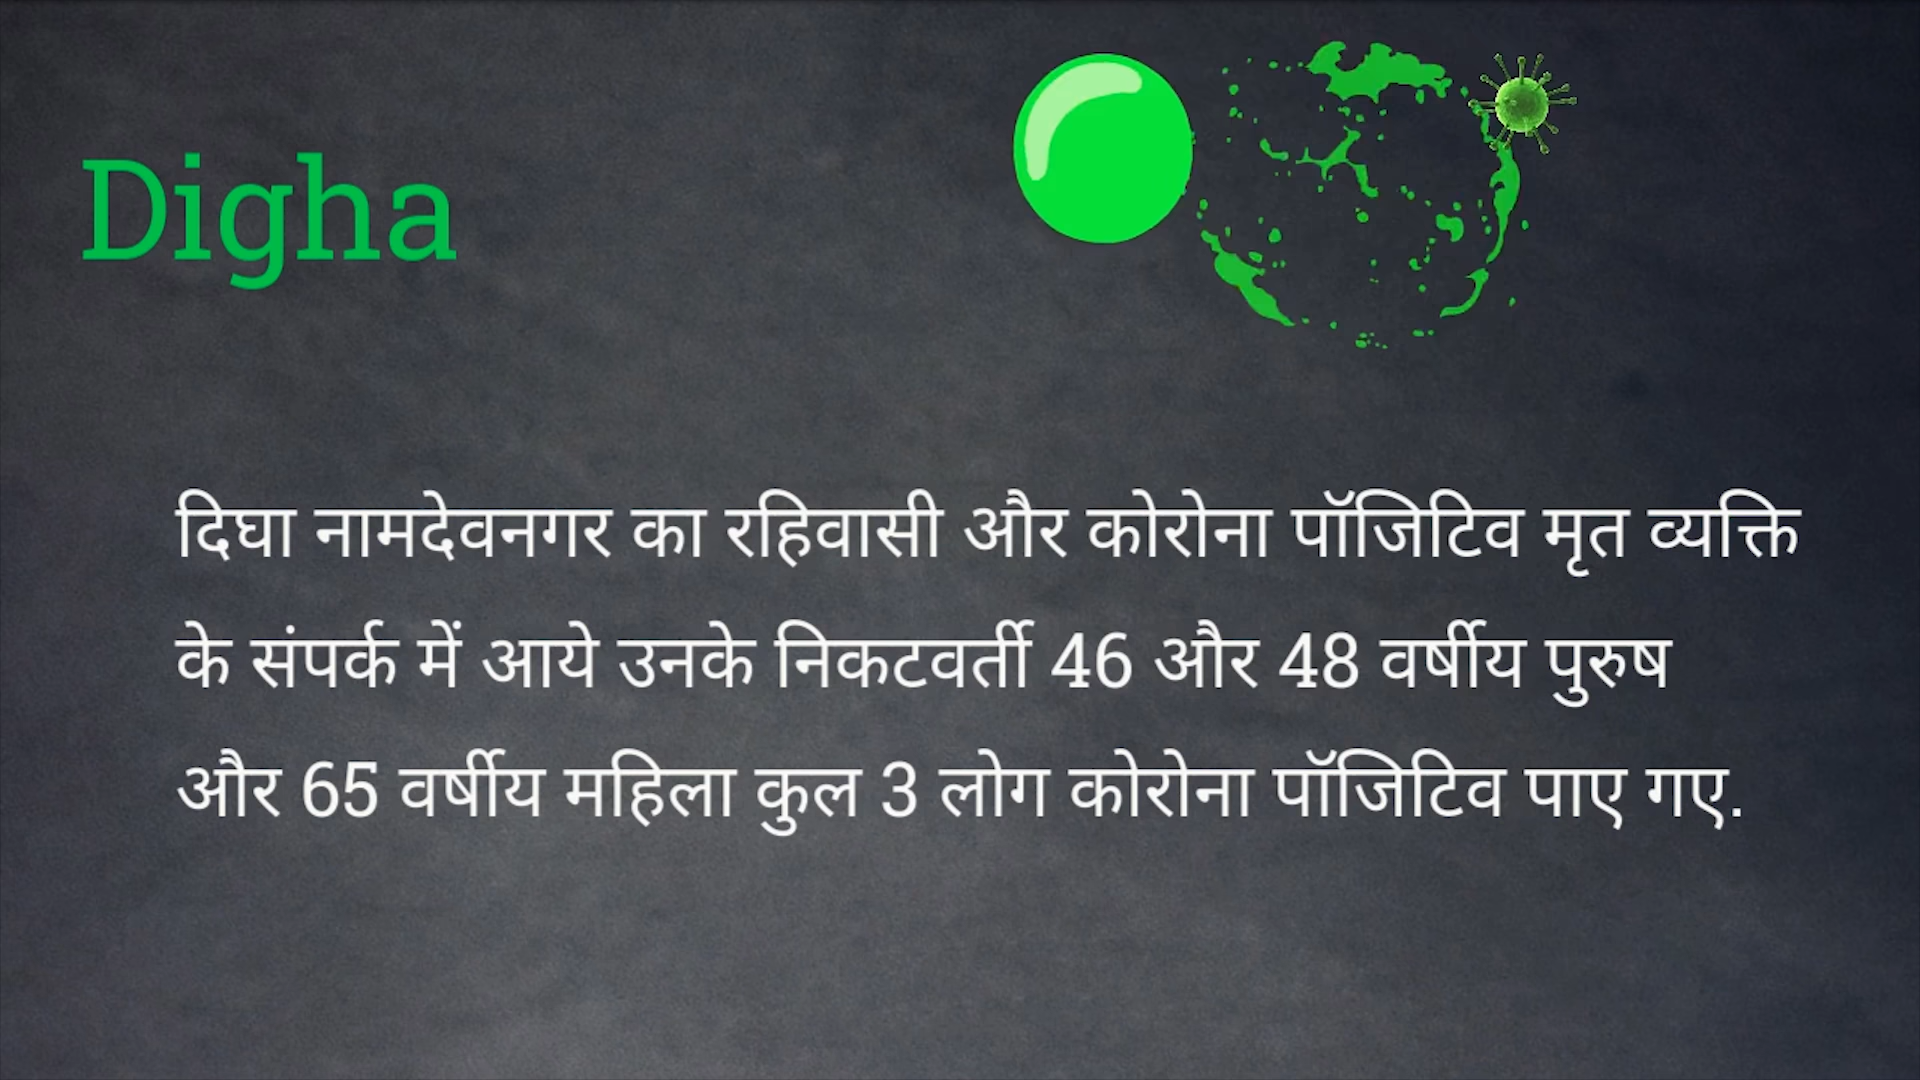 Digha
दिघा नामदेवनगर का रहिवासी और कोरोना पॉजिटिव मृत व्यक्ति
के संपर्क में आये उनके निकटवर्ती 46 और 48 वर्षीय पुरुष
और 65 वर्षीय महिला कुल 3 लोग कोरोना पॉजिटिव पाए गए.